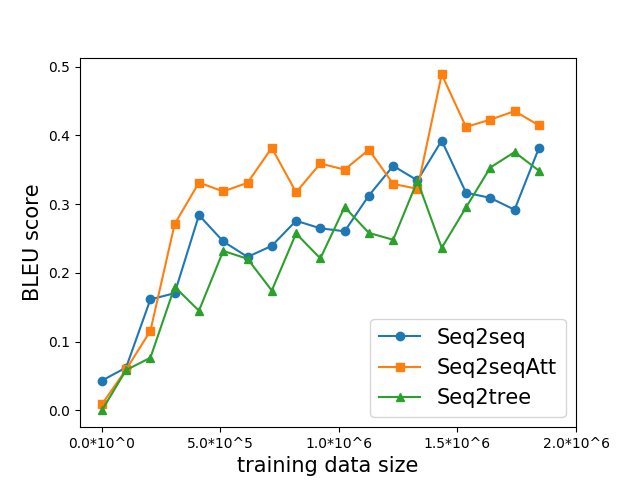 0.5
0.4
0.3
0.2
0.1
0.0
BLEU score
Seq2seq
Seq2seqAtt
Seq2tree
0.0*10^0
5.0*10^5
1.0*10^6
1.5*10^6
2.0*10^6
training data size